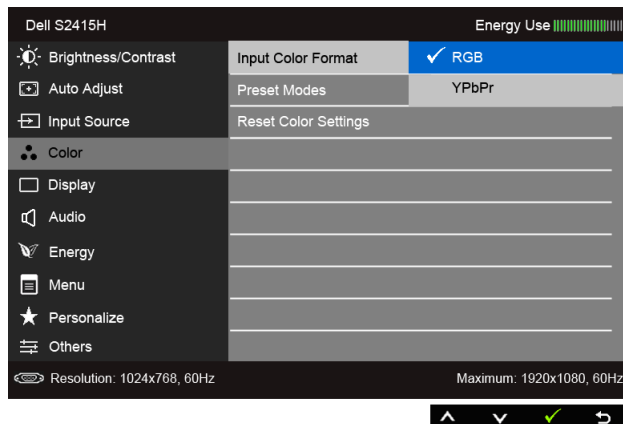 Dell S2415H Energy Use
Brightness/Contrast Input Color Format RGB
Auto Adjust Preset Modes YPbPr
Input Source Reset Color Settings
Color
Display
Audio
Energy
Menu
Personalize
Others
Resolution: 1024x768, 60Hz Maximum: 1920x1080, 60Hz